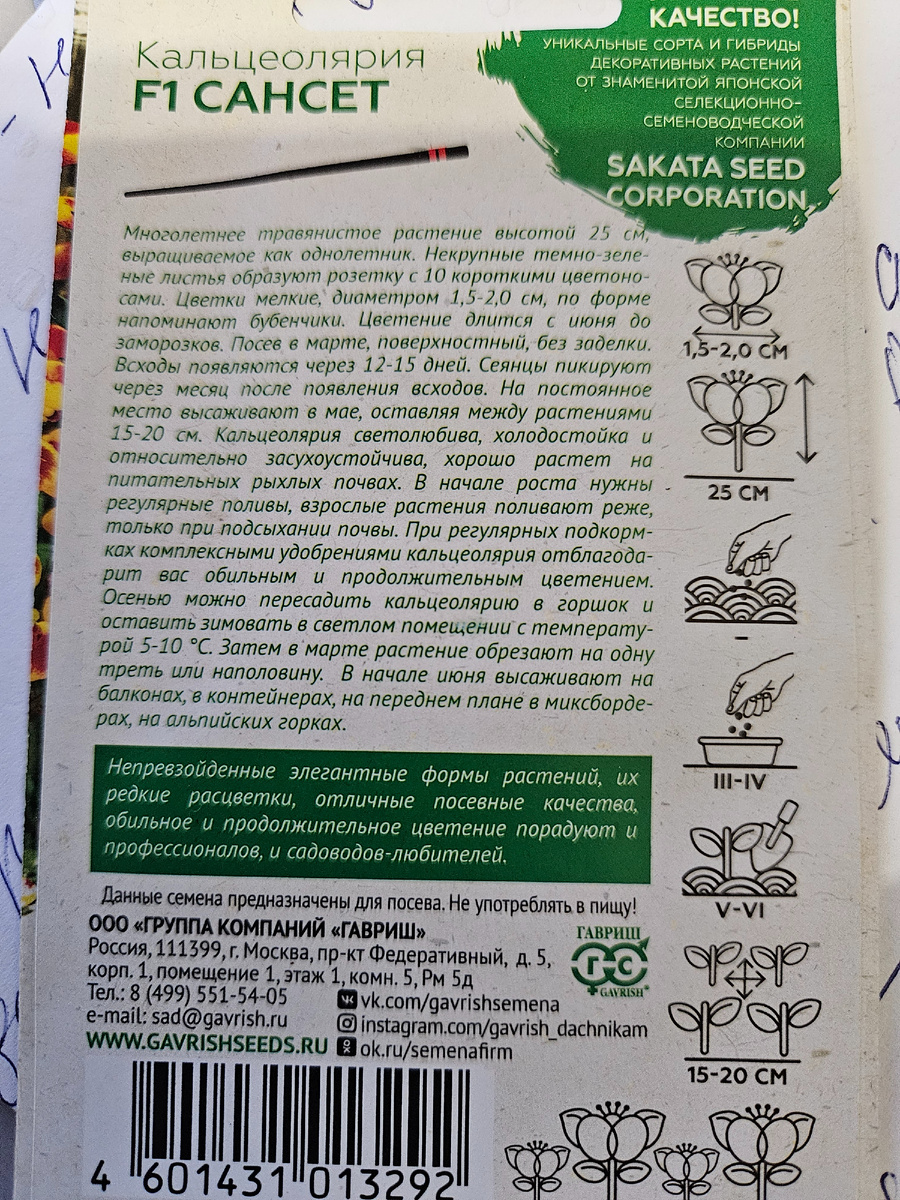 КАЧЕСТВО!
УНИКАЛЬНЫЕ СОРТА И ГИБРИДЫ
ДЕКОРАТИВНЫХ РАСТЕНИЙ
ОТ ЗНАМЕНИТОЙ ЯПОНСКОЙ
СЕЛЕКЦИОННО-
СЕМЕНОВОДЧЕСКОЙ
КОМПАНИИ
SAKATA SEED
CORPORATION
Кальцеолярия
F1 САНСЕТ
Многолетнее травянистое растение высотой 25 см,
выращиваемое как однолетник. Некрупные темно-зеле-
ные листья образуют розетку с 10 короткими цветоно-
сами. Цветки мелкие, диаметром 1,5-2,0 см, по форме
напоминают бубенчики. Цветение длится с июня до
заморозков. Посев в марте, поверхностный, без заделки.
Всходы появляются через 12-15 дней. Сеянцы пикируют
через месяц после появления всходов. На постоянное
место высаживают в мае, оставляя между растениями
15-20 см. Кальцеолярия светолюбива, холодостойка и
относительно засухоустойчива, хорошо растет на
питательных рыхлых почвах. В начале роста нужны
регулярные поливы, взрослые растения поливают реже,
только при подсыхании почвы. При регулярных подкорм-
ках комплексными удобрениями кальцеолярия отблагода-
рит вас обильным и продолжительным цветением.
Осенью можно пересадить кальцеолярию в горшок и
оставить зимовать в светлом помещении с температу-
рой 5-10 °С. Затем в марте растение обрезают на одну
треть или наполовину. В начале июня высаживают на
балконах, в контейнерах, на переднем плане в миксборде-
рах, на альпийских горках.
Непревзойденные элегантные формы растений, их
редкие расцветки, отличные посевные качества,
обильное и продолжительное цветение порадуют и
профессионалов, и садоводов-любителей.
Данные семена предназначены для посева. Не употреблять в пищу!
ООО «ГРУППА КОМПАНИЙ «ГАВРИШ»
Россия, 111399, г. Москва, пр-кт Федеративный, д. 5,
корп. 1, помещение 1, этаж 1, комн. 5, Рм 5д
Тел.: 8 (499) 551-54-05
e-mail: sad@gavrish.ru
WWW.GAVRISHSEEDS.RU
vk.com/gavrishsemena
instagram.com/gavrish_dachnikam
ok.ru/semenafirm
ГАВРИШ
GAVRISH®
4 601431 013292
1,5-2,0 СМ
25 СМ
–
III-IV
V-VI
15-20 СМ